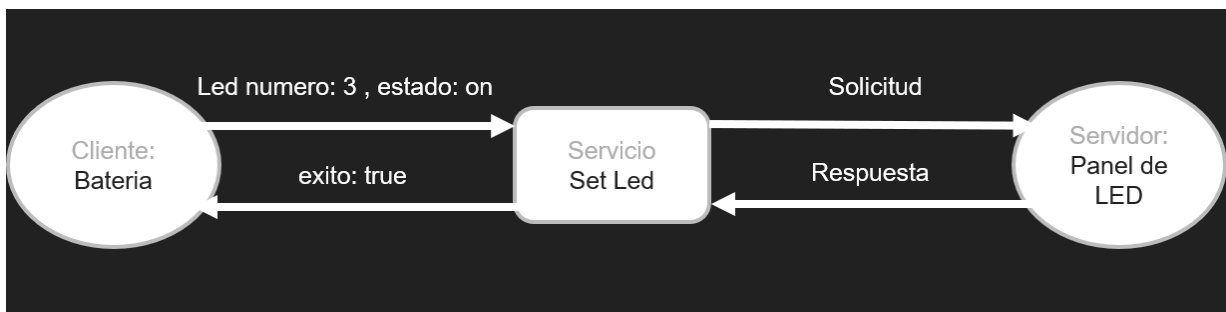 Led numero: 3 , estado: on
Solicitud
Cliente:
Bateria
Servicio
Set Led
Servidor:
Panel de
LED
exito: true
Respuesta